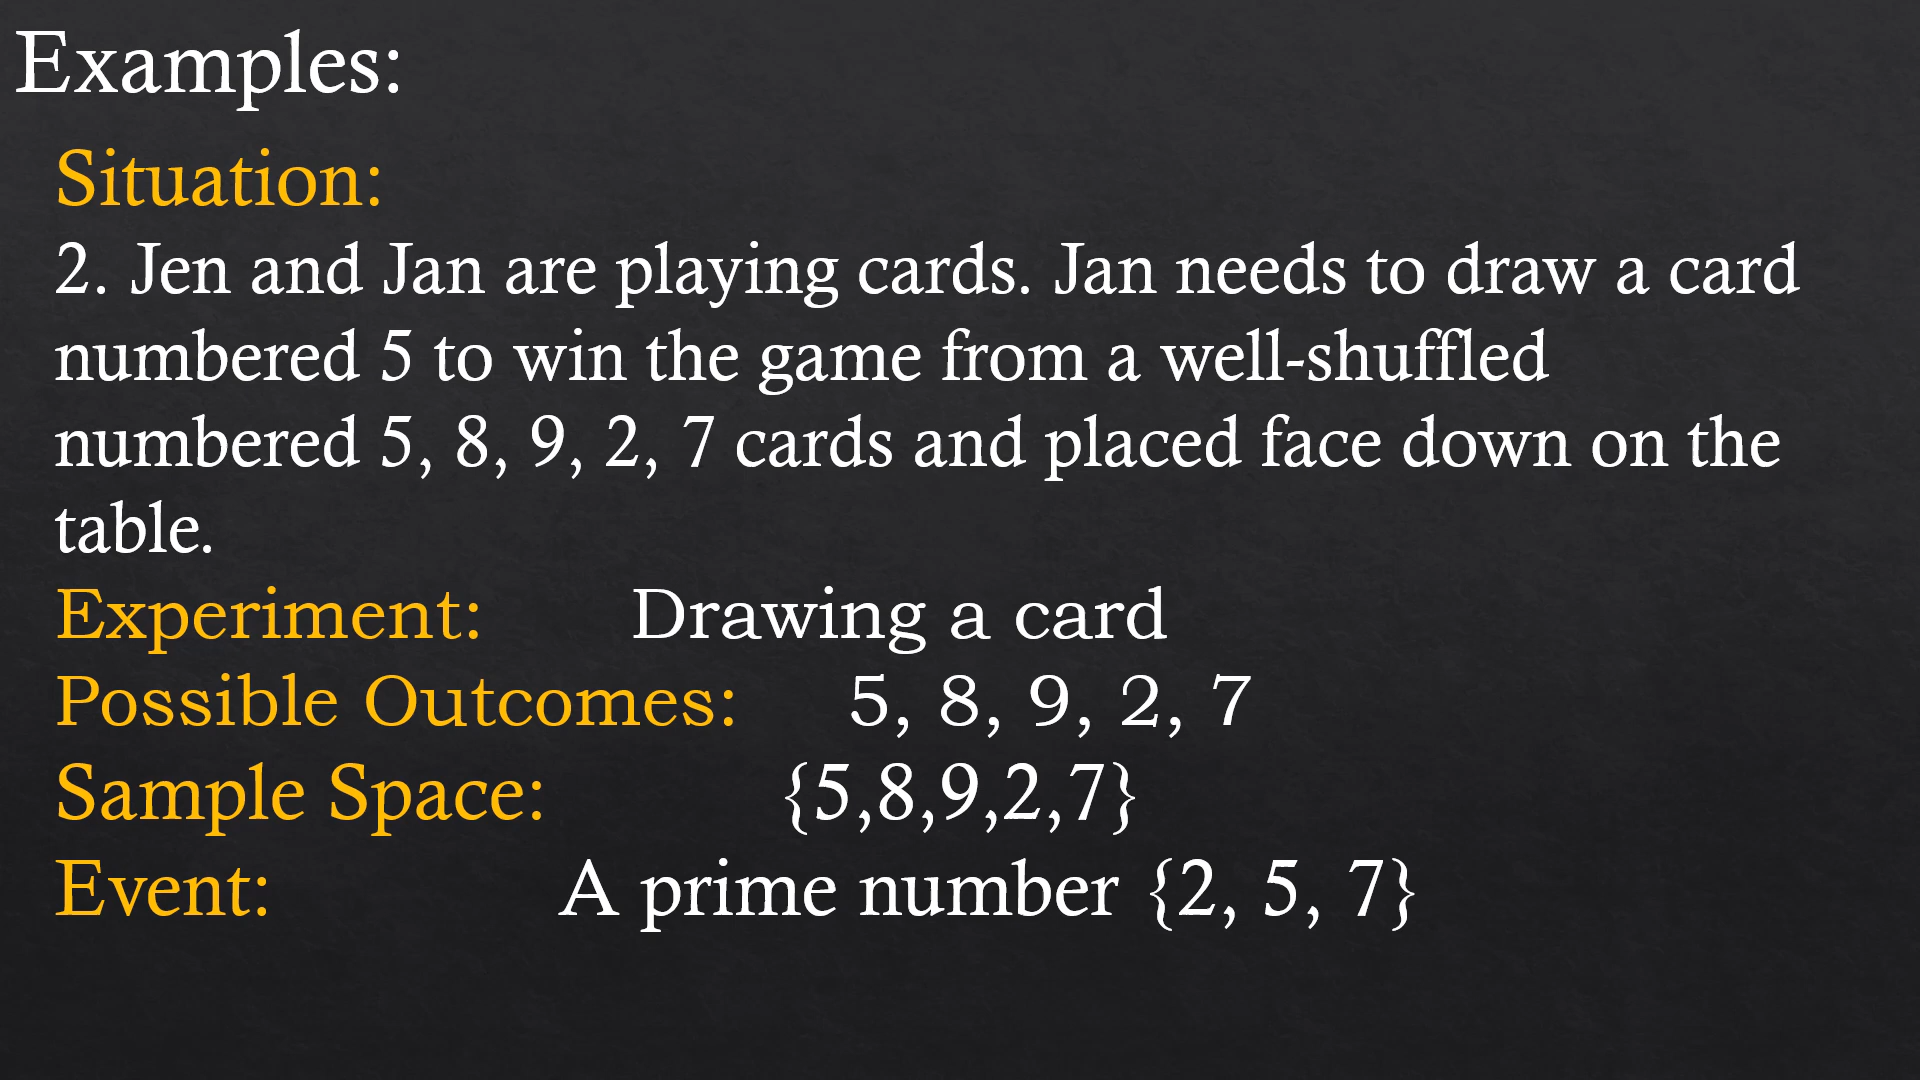 Examples:
Situation:
2. Jen and Jan are playing cards. Jan needs to draw a card
numbered 5 to win the game from a well-shuffled
numbered 5, 8, 9, 2, 7 cards and placed face down on the
table.
Experiment: Drawing a card
Possible Outcomes: 5, 8, 9, 2, 7
Sample Space: {5,8,9,2,7}
Event: A prime number {2, 5, 7}